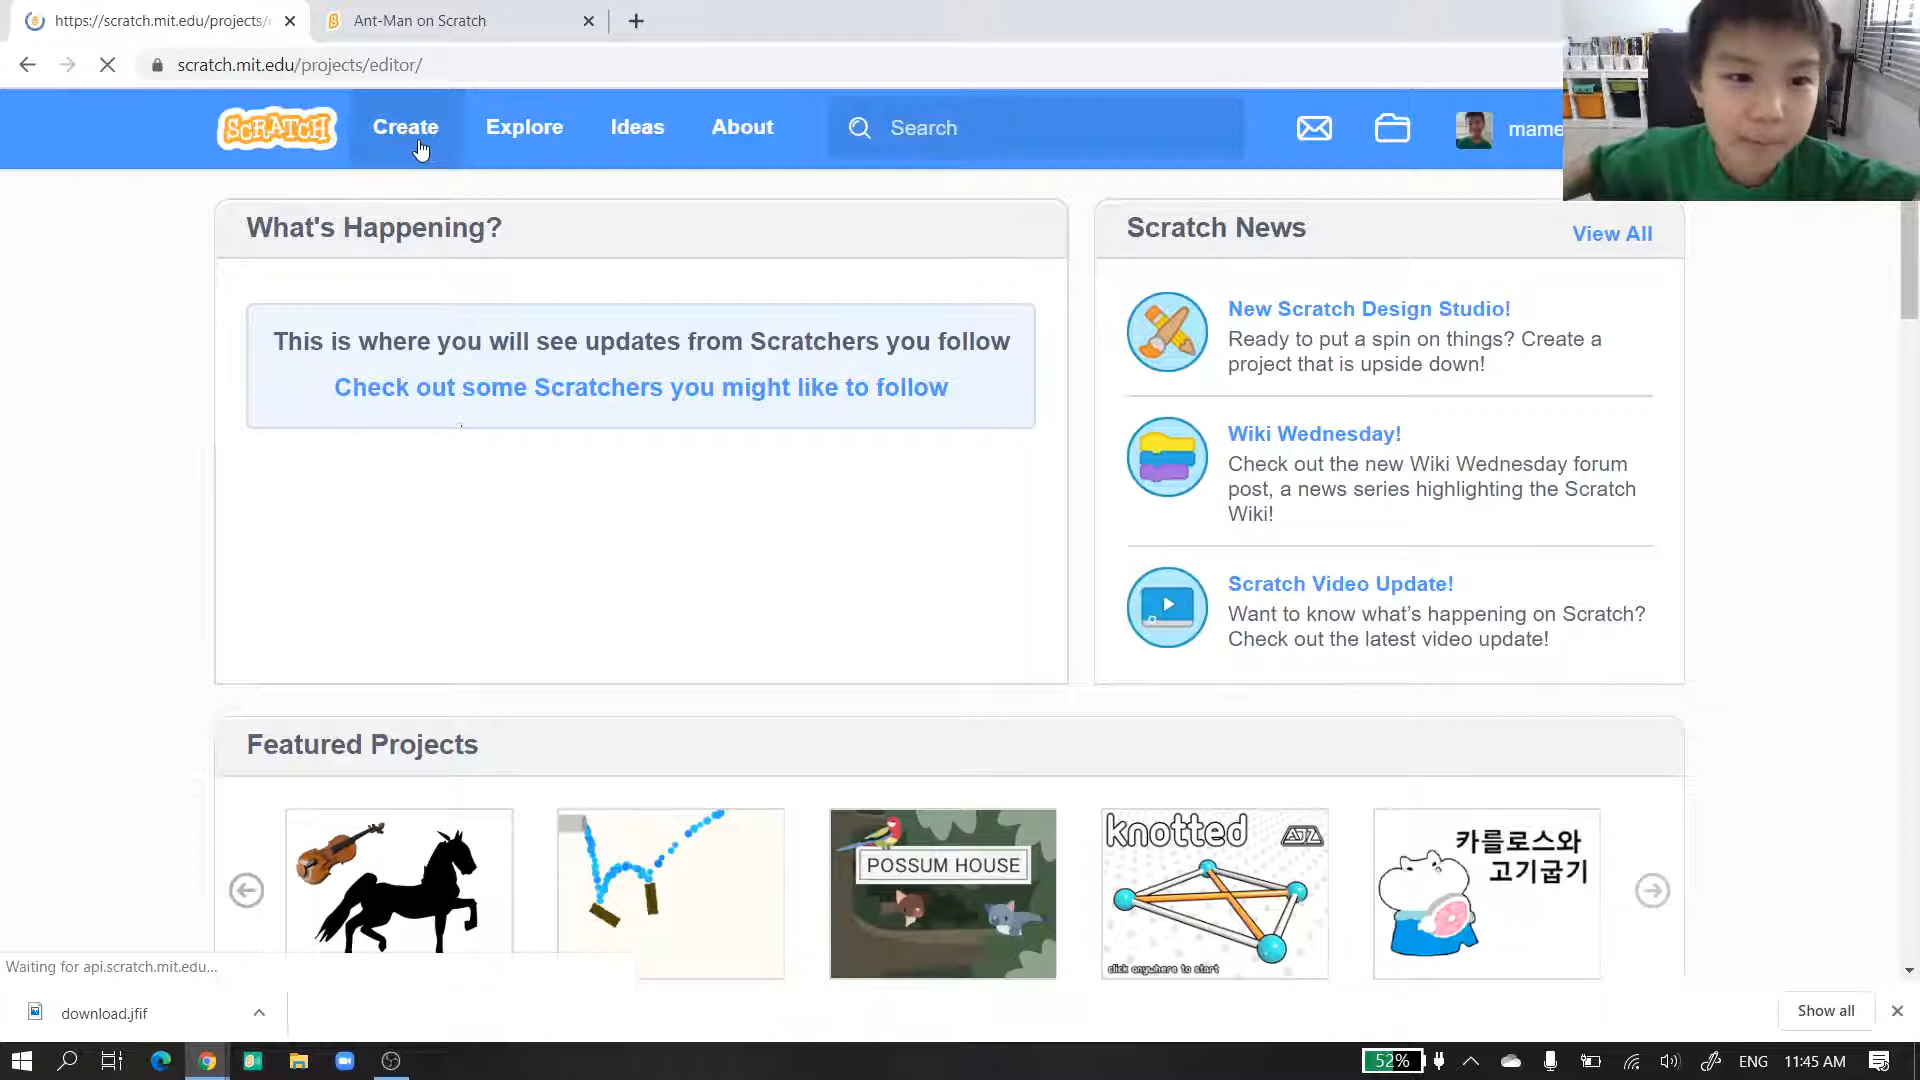 https://scratch.mit.edu/projects/
Ant-Man on Scratch
scratch.mit.edu/projects/editor/
SCRATCH
Create
Explore
Ideas
About
Search
mame
What's Happening?
This is where you will see updates from Scratchers you follow
Check out some Scratchers you might like to follow
Scratch News
View All
New Scratch Design Studio!
Ready to put a spin on things? Create a
project that is upside down!
Wiki Wednesday!
Check out the new Wiki Wednesday forum
post, a news series highlighting the Scratch
Wiki!
Scratch Video Update!
Want to know what's happening on Scratch?
Check out the latest video update!
Featured Projects
POSSUM HOUSE
knotted
click anywhere to start
카를로스와
고기굽기
Waiting for api.scratch.mit.edu...
download.jfif
Show all
52%
ENG
11:45 AM